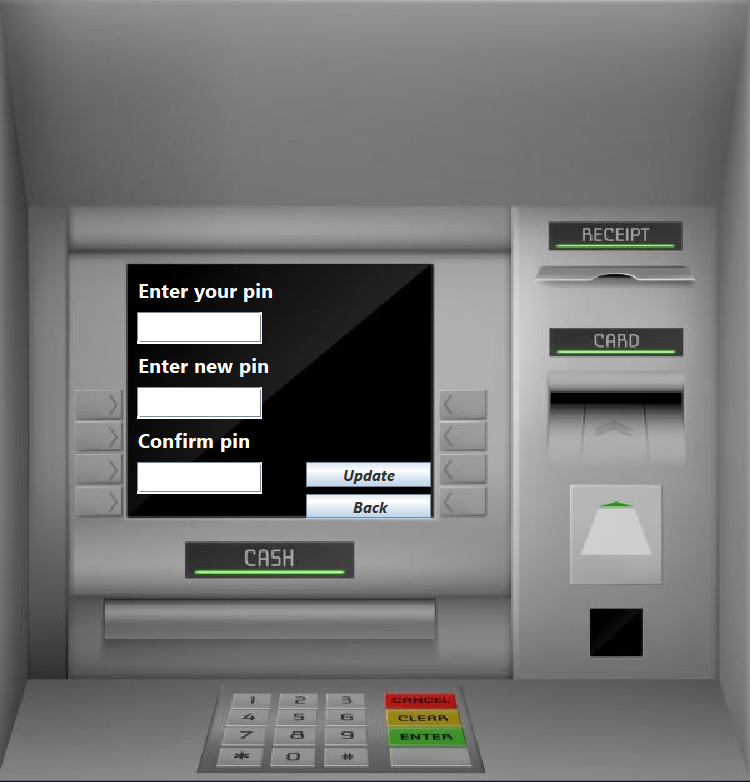 RECEIPT
Enter your pin
Enter new pin
CARD
Confirm pin
Update
Back
CASH
1 2 3 CANCEL
4 5 6 CLEAR
7 8 9 ENTER
* 0 #